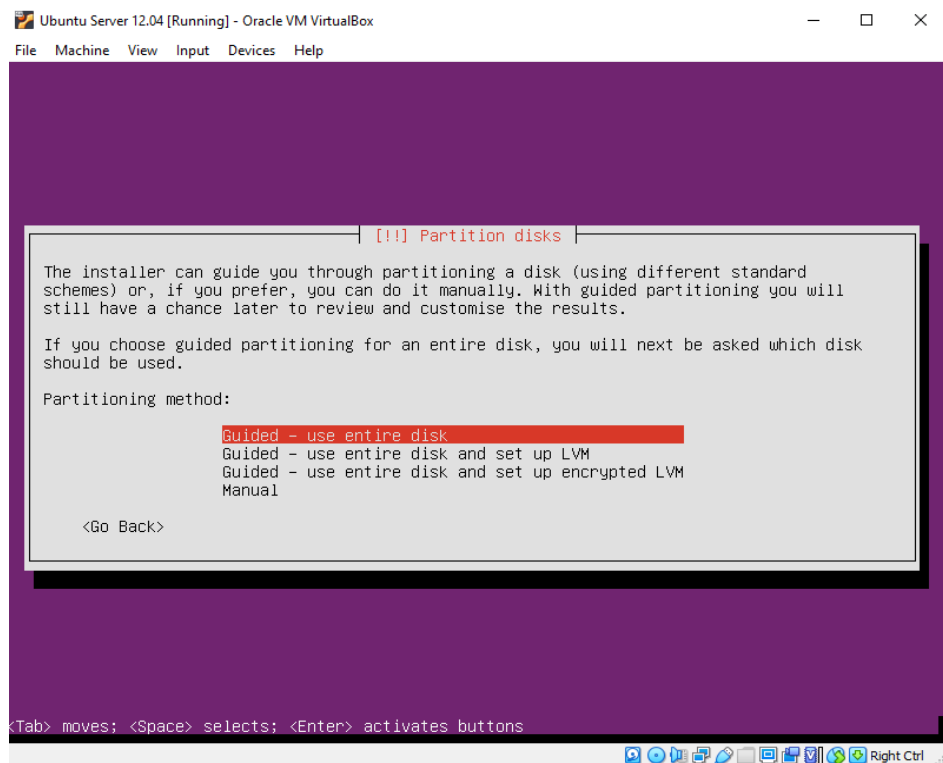 Ubuntu Server 12.04 [Running] - Oracle VM VirtualBox
File Machine View Input Devices Help
[!!] Partition disks
The installer can guide you through partitioning a disk (using different standard
schemes) or, if you prefer, you can do it manually. With guided partitioning you will
still have a chance later to review and customise the results.
If you choose guided partitioning for an entire disk, you will next be asked which disk
should be used.
Partitioning method:
Guided – use entire disk
Guided – use entire disk and set up LVM
Guided – use entire disk and set up encrypted LVM
Manual
<Go Back>
<Tab> moves; <Space> selects; <Enter> activates buttons
Right Ctrl